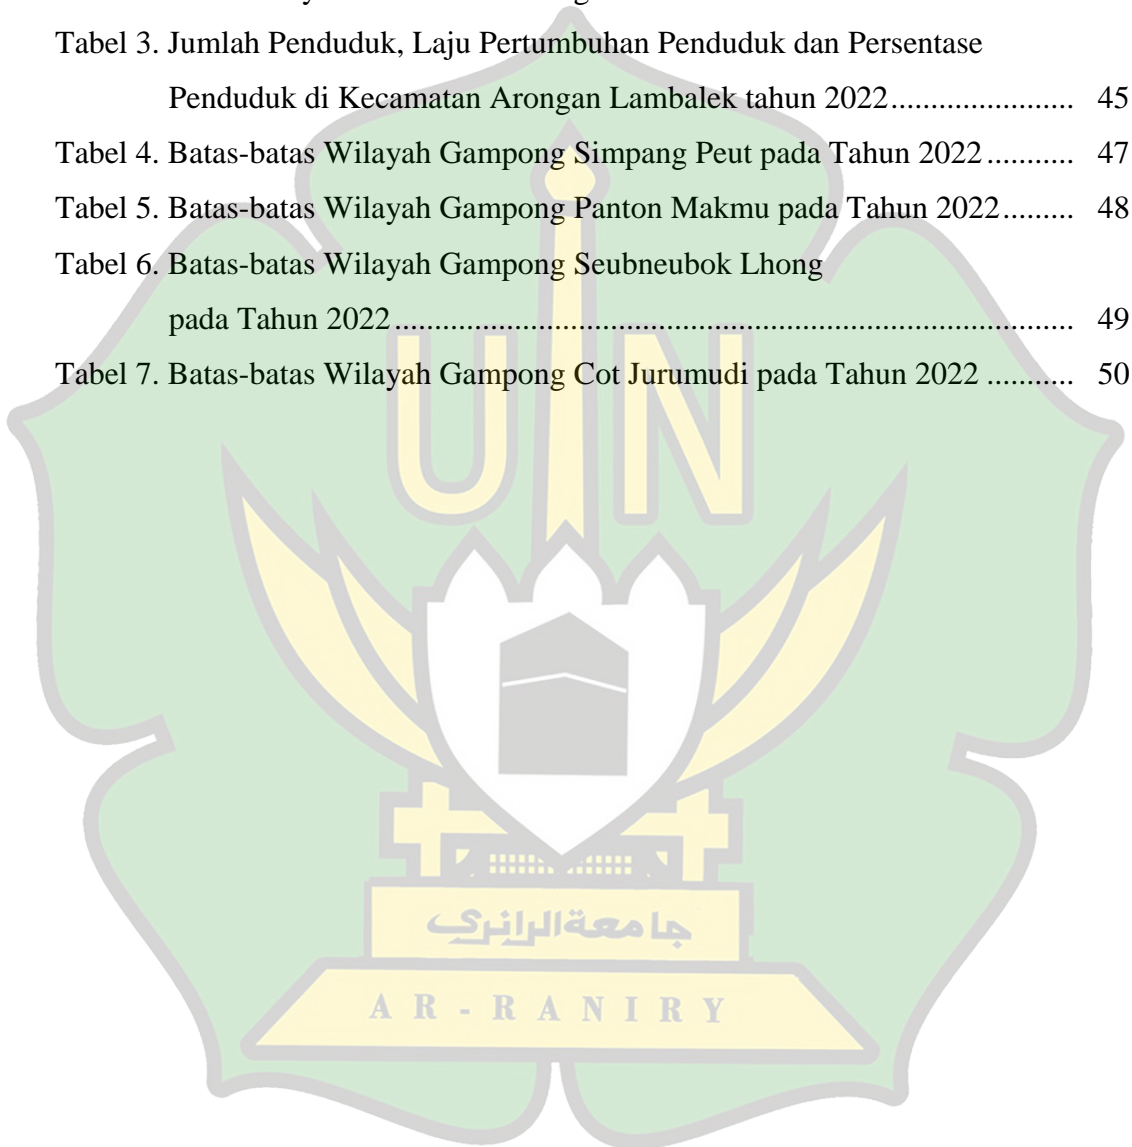 Tabel 3. Jumlah Penduduk, Laju Pertumbuhan Penduduk dan Persentase
Penduduk di Kecamatan Arongan Lambalek tahun 2022....................... 45
Tabel 4. Batas-batas Wilayah Gampong Simpang Peut pada Tahun 2022........... 47
Tabel 5. Batas-batas Wilayah Gampong Panton Makmu pada Tahun 2022......... 48
Tabel 6. Batas-batas Wilayah Gampong Seubneubok Lhong
pada Tahun 2022..................................................................................... 49
Tabel 7. Batas-batas Wilayah Gampong Cot Jurumudi pada Tahun 2022........... 50
UIN
جامعةالرانري
AR-RANIRY